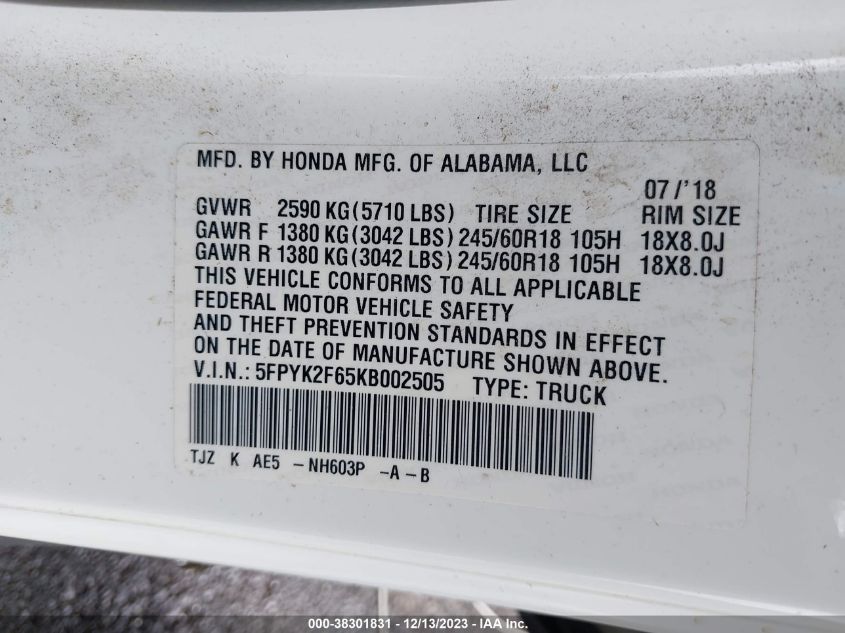 MFD. BY HONDA MFG. OF ALABAMA, LLC
07/'18
GVWR 2590 KG(5710 LBS) TIRE SIZE RIM SIZE
GAWR F 1380 KG(3042 LBS) 245/60R18 105H 18X8.0J
GAWR R 1380 KG(3042 LBS) 245/60R18 105H 18X8.0J
THIS VEHICLE CONFORMS TO ALL APPLICABLE
FEDERAL MOTOR VEHICLE SAFETY
AND THEFT PREVENTION STANDARDS IN EFFECT
ON THE DATE OF MANUFACTURE SHOWN ABOVE.
V.I.N.: 5FPYK2F65KB002505 TYPE: TRUCK
TJZ K AE5 -NH603P -A-B
000-38301831 - 12/13/2023 - IAA Inc.